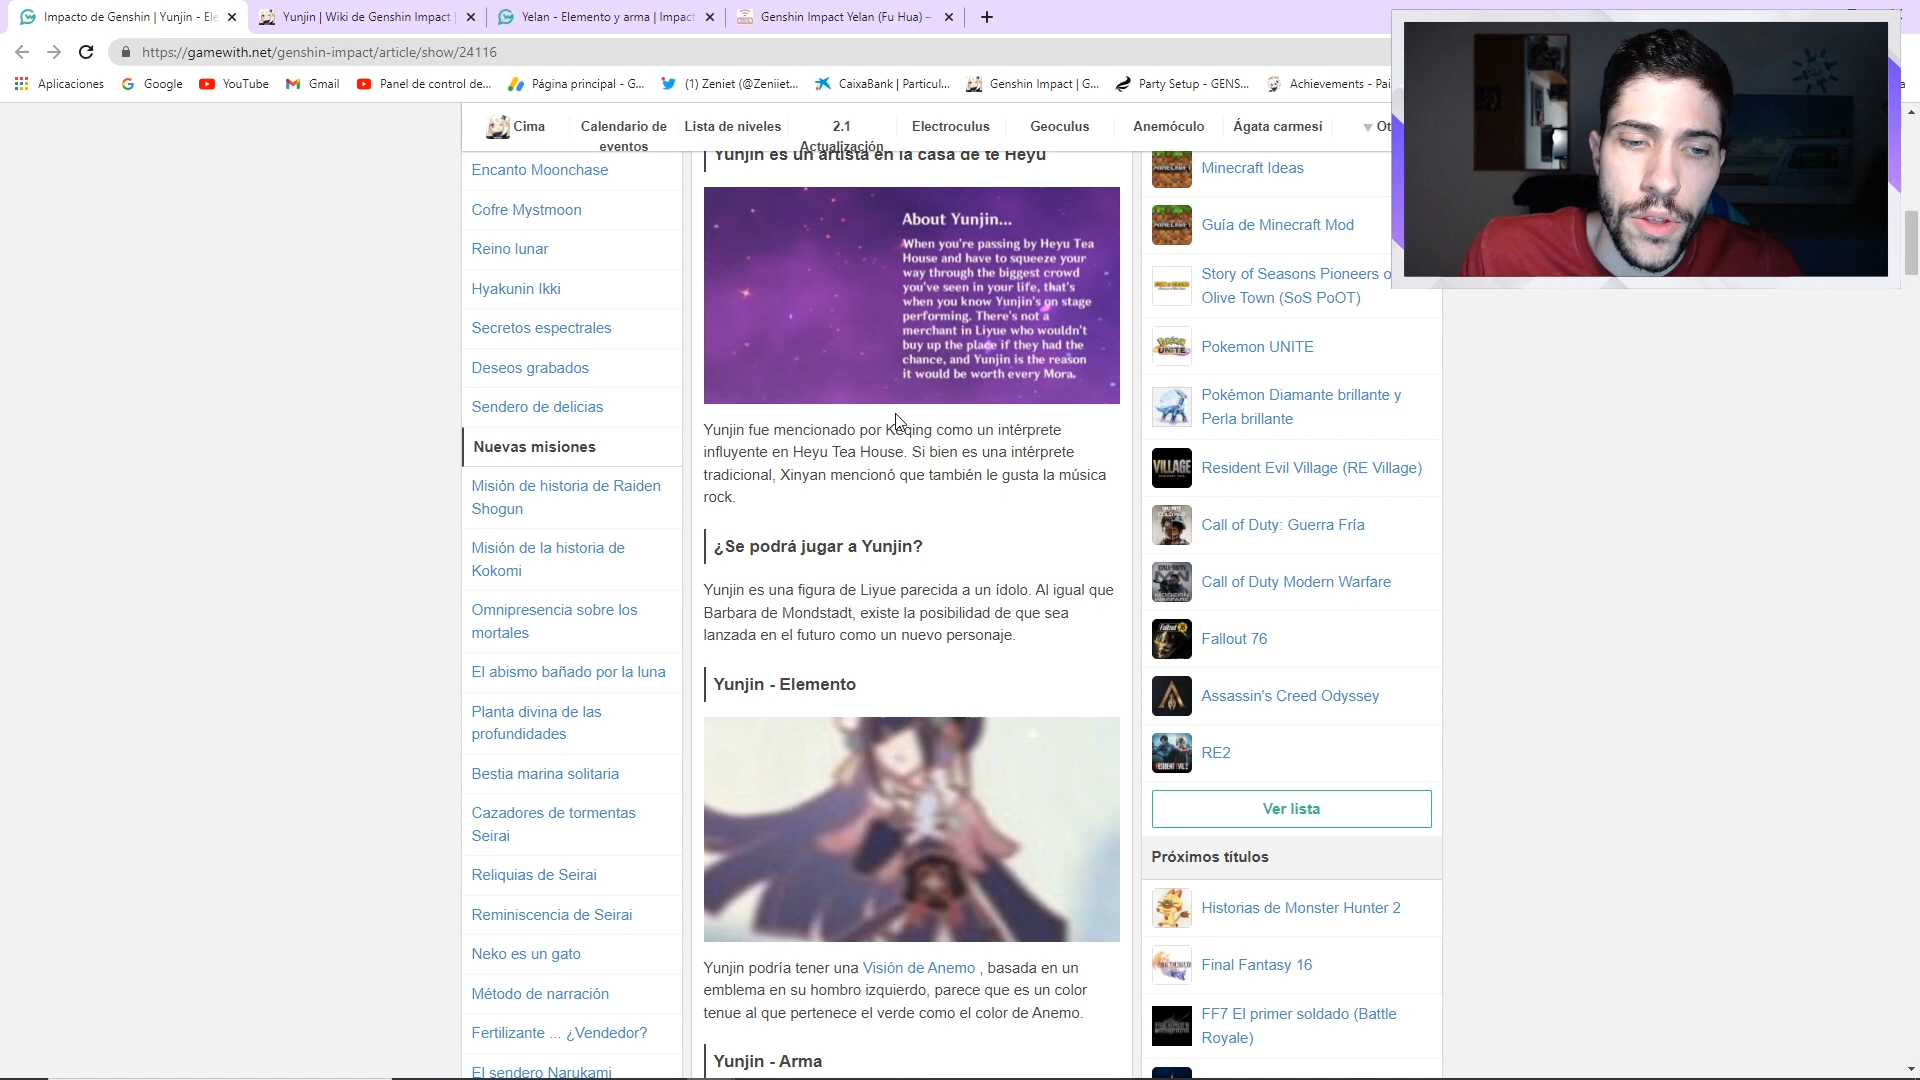 Impacto de Genshin | Yunjin - Ele
Yunjin | Wiki de Genshin Impact
Yelan - Elemento y arma | Impact
Genshin Impact Yelan (Fu Hua) –
https://gamewith.net/genshin-impact/article/show/24116
Aplicaciones
Google
YouTube
Gmail
Panel de control de...
Página principal - G...
(1) Zeniet (@Zeniiet...
CaixaBank | Particul...
Genshin Impact | G...
Party Setup - GENS...
Achievements - Pai
Cima
Calendario de
eventos
Lista de niveles
2.1
Actualización
Electroculus
Geoculus
Anemóculo
Ágata carmesí
Ot
Encanto Moonchase
Cofre Mystmoon
Reino lunar
Hyakunin Ikki
Secretos espectrales
Deseos grabados
Sendero de delicias
Nuevas misiones
Misión de historia de Raiden
Shogun
Misión de la historia de
Kokomi
Omnipresencia sobre los
mortales
El abismo bañado por la luna
Planta divina de las
profundidades
Bestia marina solitaria
Cazadores de tormentas
Seirai
Reliquias de Seirai
Reminiscencia de Seirai
Neko es un gato
Método de narración
Fertilizante ... ¿Vendedor?
El sendero Narukami
Yunjin es un artista en la casa de té Heyu
About Yunjin...
When you're passing by Heyu Tea
House and have to squeeze your
way through the biggest crowd
you've seen in your life, that's
when you know Yunjin's on stage
performing. There's not a
merchant in Liyue who wouldn't
buy up the place if they had the
chance, and Yunjin is the reason
it would be worth every Mora.
Yunjin fue mencionado por Keqing como un intérprete
influyente en Heyu Tea House. Si bien es una intérprete
tradicional, Xinyan mencionó que también le gusta la música
rock.
¿Se podrá jugar a Yunjin?
Yunjin es una figura de Liyue parecida a un ídolo. Al igual que
Barbara de Mondstadt, existe la posibilidad de que sea
lanzada en el futuro como un nuevo personaje.
Yunjin - Elemento
Yunjin podría tener una Visión de Anemo , basada en un
emblema en su hombro izquierdo, parece que es un color
tenue al que pertenece el verde como el color de Anemo.
Yunjin - Arma
Minecraft Ideas
Guía de Minecraft Mod
Story of Seasons Pioneers o
Olive Town (SoS PoOT)
Pokemon UNITE
Pokémon Diamante brillante y
Perla brillante
VILLAGE
Resident Evil Village (RE Village)
Call of Duty: Guerra Fría
Call of Duty Modern Warfare
Fallout 76
Assassin's Creed Odyssey
RE2
Ver lista
Próximos títulos
Historias de Monster Hunter 2
Final Fantasy 16
FF7 El primer soldado (Battle
Royale)